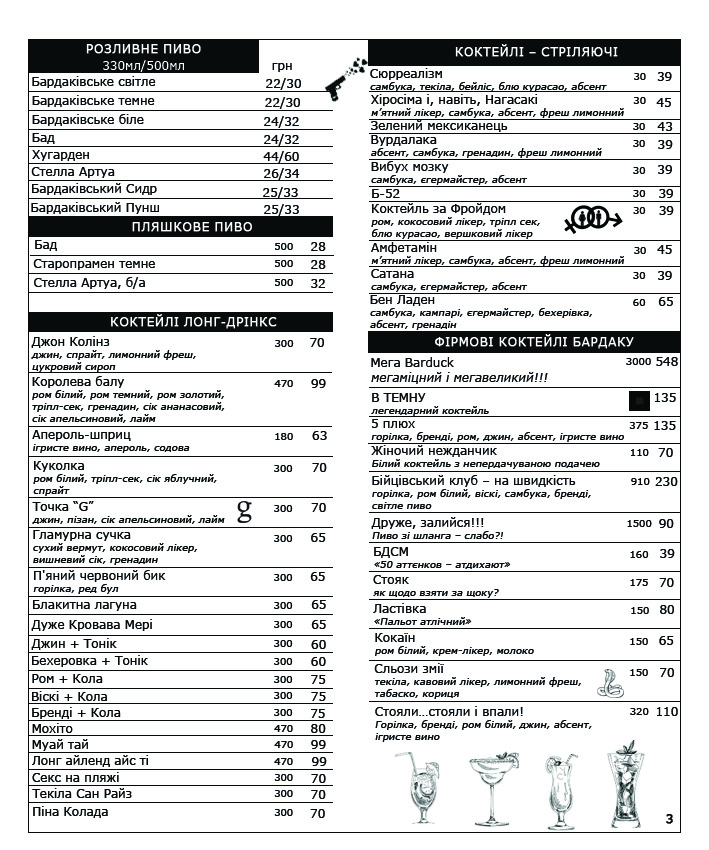 РОЗЛИВНЕ ПИВО
330мл/500мл грн
Бардаківське світле 22/30
Бардаківське темне 22/30
Бардаківське біле 24/32
Бад 24/32
Хугарден 44/60
Стелла Артуа 26/34
Бардаківський Сидр 25/33
Бардаківський Пунш 25/33
ПЛЯШКОВЕ ПИВО
Бад 500 28
Старопрамен темне 500 28
Стелла Артуа, б/а 500 32
КОКТЕЙЛІ ЛОНГ-ДРІНКС
Джон Колінз 300 70
джин, спрайт, лимонний фреш,
цукровий сироп
Королева балу 470 99
ром білий, ром темний, ром золотий,
тріпл-сек, гренадин, сік ананасовий,
сік апельсиновий, лайм
Апероль-шприц 180 63
ігристе вино, апероль, содова
Куколка 300 70
ром білий, тріпл-сек, сік яблучний,
спрайт
Точка “G” g 300 70
джин, пізан, сік апельсиновий, лайм
Гламурна сучка 300 65
сухий вермут, кокосовий лікер,
вишневий сік, гренадин
П'яний червоний бик 300 65
горілка, ред бул
Блакитна лагуна 300 65
Дуже Кровава Мері 300 65
Джин + Тонік 300 60
Бехеровка + Тонік 300 60
Ром + Кола 300 75
Віскі + Кола 300 75
Бренді + Кола 300 75
Мохіто 470 80
Муай тай 470 99
Лонг айленд айс ті 470 99
Секс на пляжі 300 70
Текіла Сан Райз 300 70
Піна Колада 300 70
КОКТЕЙЛІ – СТРІЛЯЮЧІ
Сюрреалізм 30 39
самбука, текіла, бейліс, блю курасао, абсент
Хіросіма і, навіть, Нагасакі 30 45
м’ятний лікер, самбука, абсент, фреш лимонний
Зелений мексиканець 30 43
Вурдалака 30 39
абсент, самбука, гренадин, фреш лимонний
Вибух мозку 30 39
самбука, єгермайстер, абсент
Б-52 30 39
Коктейль за Фройдом 30 39
ром, кокосовий лікер, тріпл сек,
блю курасао, вершковий лікер
Амфетамін 30 45
м’ятний лікер, самбука, абсент, фреш лимонний
Сатана 30 39
самбука, єгермайстер, абсент
Бен Ладен 60 65
самбука, кампарі, єгермайстер, бехерівка,
абсент, гренадін
ФІРМОВІ КОКТЕЙЛІ БАРДАКУ
Мега Barduck 3000 548
мегаміцний і мегавеликий!!!
В ТЕМНУ 135
легендарний коктейль
5 плюх 375 135
горілка, бренді, ром, джин, абсент, ігристе вино
Жіночий нежданчик 110 70
Білий коктейль з непердачуваною подачею
Бійцівський клуб – на швидкість 910 230
горілка, ром білий, віскі, самбука, бренді,
світле пиво
Друже, залийся!!! 1500 90
Пиво зі шланга – слабо?!
БДСМ 160 39
«50 аттєнков – атдихают»
Стояк 175 70
як щодо взяти за щоку?
Ластівка 150 80
«Пальот атлічний»
Кокаїн 150 65
ром білий, крем-лікер, молоко
Сльози змії 150 70
текіла, кавовий лікер, лимонний фреш,
табаско, кориця
Стояли...стояли і впали! 320 110
Горілка, бренді, ром білий, джин, абсент,
ігристе вино
3